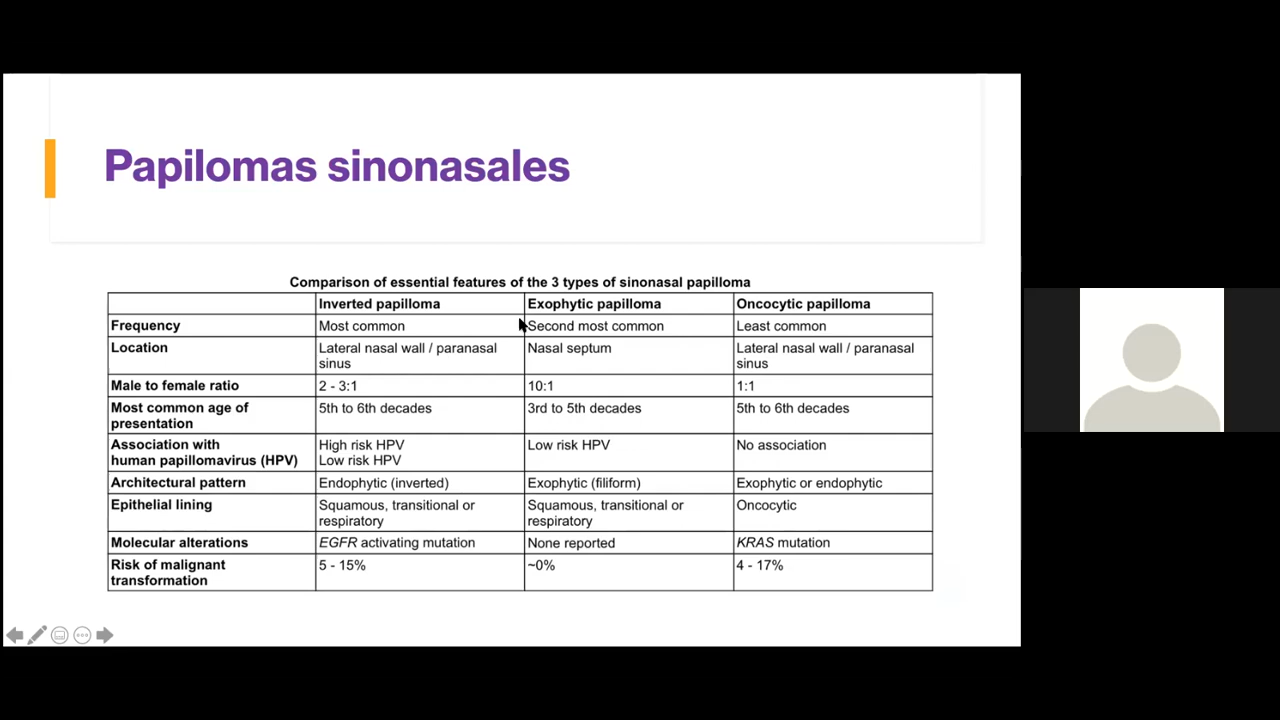 Papilomas sinonasales
Comparison of essential features of the 3 types of sinonasal papilloma
Inverted papilloma Exophytic papilloma Oncocytic papilloma
Frequency Most common Second most common Least common
Location Lateral nasal wall / paranasal sinus Nasal septum Lateral nasal wall / paranasal sinus
Male to female ratio 2 - 3:1 10:1 1:1
Most common age of presentation 5th to 6th decades 3rd to 5th decades 5th to 6th decades
Association with human papillomavirus (HPV) High risk HPV Low risk HPV Low risk HPV No association
Architectural pattern Endophytic (inverted) Exophytic (filiform) Exophytic or endophytic
Epithelial lining Squamous, transitional or respiratory Squamous, transitional or respiratory Oncocytic
Molecular alterations EGFR activating mutation None reported KRAS mutation
Risk of malignant transformation 5 - 15% ~0% 4 - 17%